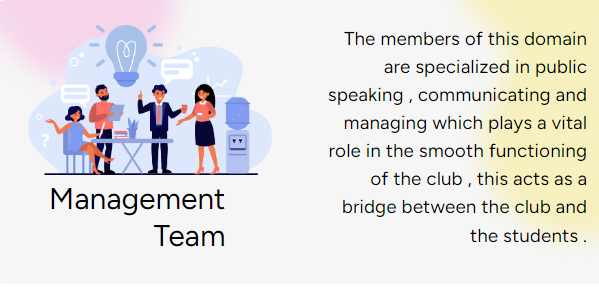 Management
Team
The members of this domain
are specialized in public
speaking , communicating and
managing which plays a vital
role in the smooth functioning
of the club , this acts as a
bridge between the club and
the students .